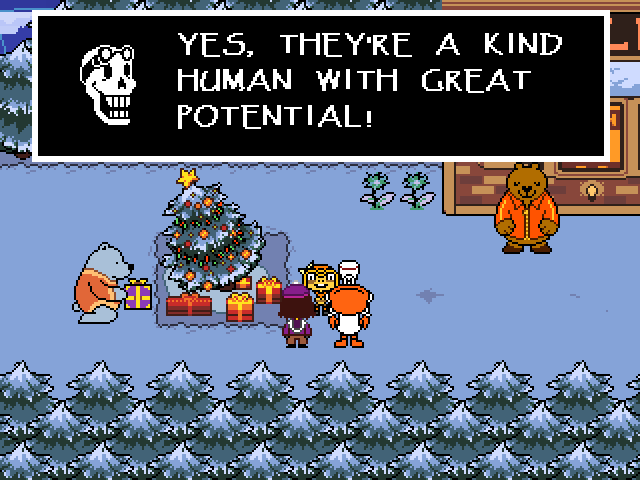 YES, THEY'RE A KIND
HUMAN WITH GREAT
POTENTIAL!